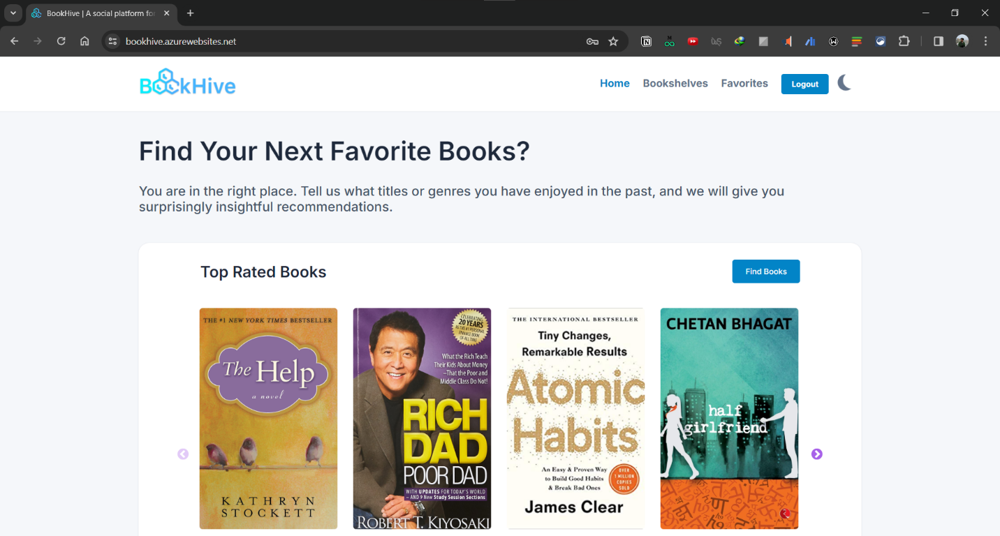 BookHive | A social platform for
bookhive.azurewebsites.net
BookHive
Home
Bookshelves
Favorites
Logout
Find Your Next Favorite Books?
You are in the right place. Tell us what titles or genres you have enjoyed in the past, and we will give you
surprisingly insightful recommendations.
Top Rated Books
Find Books
THE #1 NEW YORK TIMES BESTSELLER
The Help
a novel
KATHRYN
STOCKETT
CELEBRATING
20 YEARS
AS THE #1 PERSONAL
FINANCE BOOK
OF ALL TIME
What the Rich Teach
Their Kids About Money
–That the Poor and
Middle Class Do Not!
RICH
DAD
POOR DAD
WITH UPDATES FOR TODAY'S WORLD
– AND 9 New Study Session Sections
ROBERT T. KIYOSAKI
THE INTERNATIONAL BESTSELLER
Tiny Changes,
Remarkable Results
Atomic
Habits
An Easy & Proven Way
to Build Good Habits
& Break Bad Ones
OVER
1 MILLION
COPIES
SOLD
James Clear
CHETAN BHAGAT
half
girlfriend